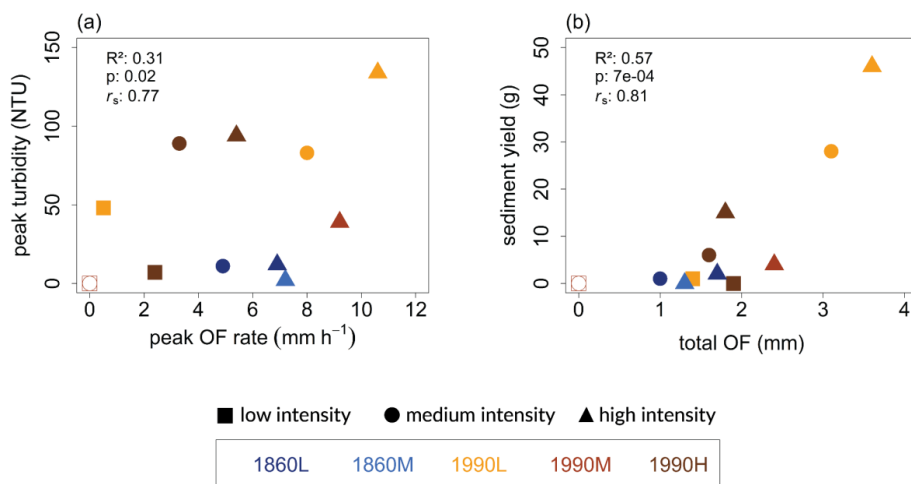 (a)
R²: 0.31
p: 0.02
rs: 0.77
peak turbidity (NTU)
150
100
50
0
0 2 4 6 8 10 12
peak OF rate (mm h⁻¹)
(b)
R²: 0.57
p: 7e-04
rs: 0.81
sediment yield (g)
50
40
30
20
10
0
0 1 2 3 4
total OF (mm)
low intensity medium intensity high intensity
1860L 1860M 1990L 1990M 1990H